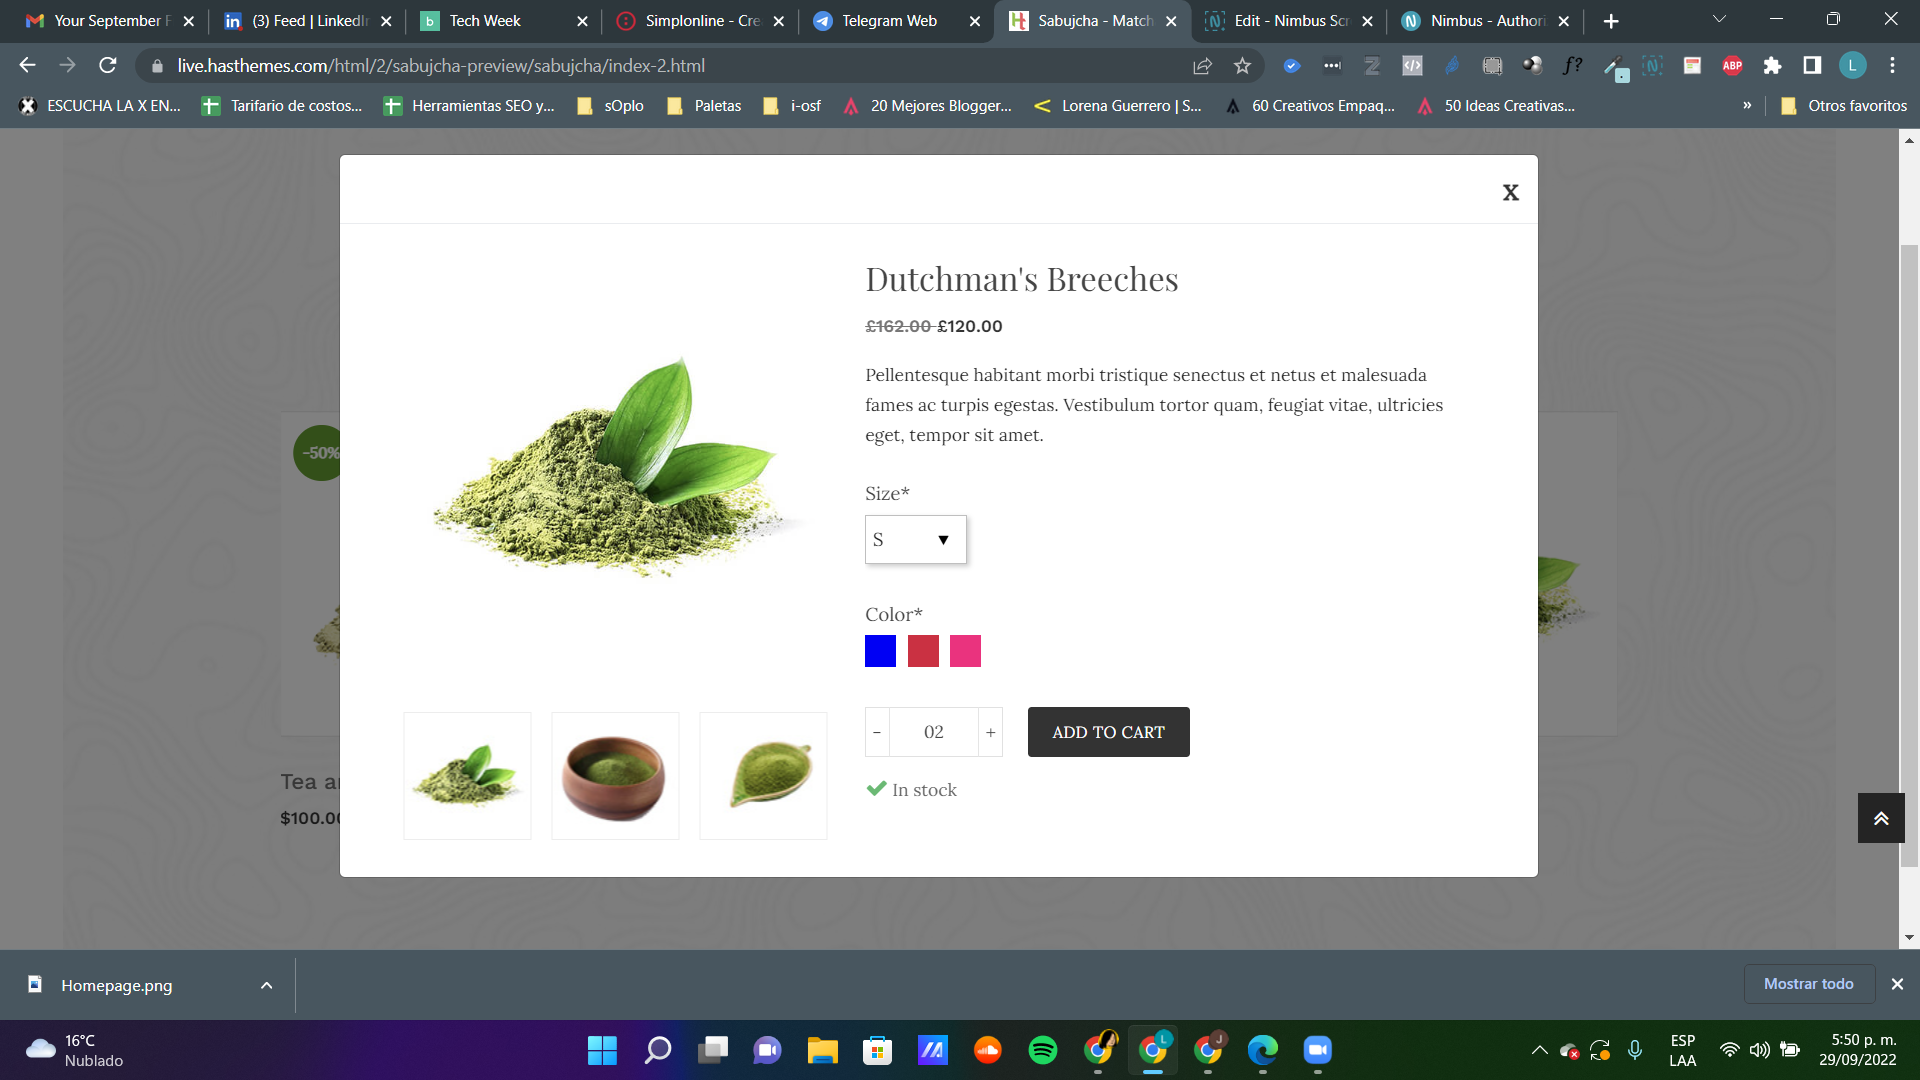 Your September F
(3) Feed | LinkedIn
Tech Week
Simplonline - Cre
Telegram Web
Sabujcha - Match
Edit - Nimbus Scr
Nimbus - Authori
live.hasthemes.com/html/2/sabujcha-preview/sabujcha/index-2.html
f?
ABP
L
ESCUCHA LA X EN...
Tarifario de costos...
Herramientas SEO y...
sOplo
Paletas
i-osf
20 Mejores Blogger...
Lorena Guerrero | S...
60 Creativos Empaq...
50 Ideas Creativas...
»
Otros favoritos
X
Dutchman's Breeches
£162.00 £120.00
Pellentesque habitant morbi tristique senectus et netus et malesuada
fames ac turpis egestas. Vestibulum tortor quam, feugiat vitae, ultricies
eget, tempor sit amet.
-50%
Size*
S
Color*
- 02 +
ADD TO CART
In stock
Tea a
$100.00
Homepage.png
Mostrar todo
16°C
Nublado
ESP
LAA
5:50 p. m.
29/09/2022